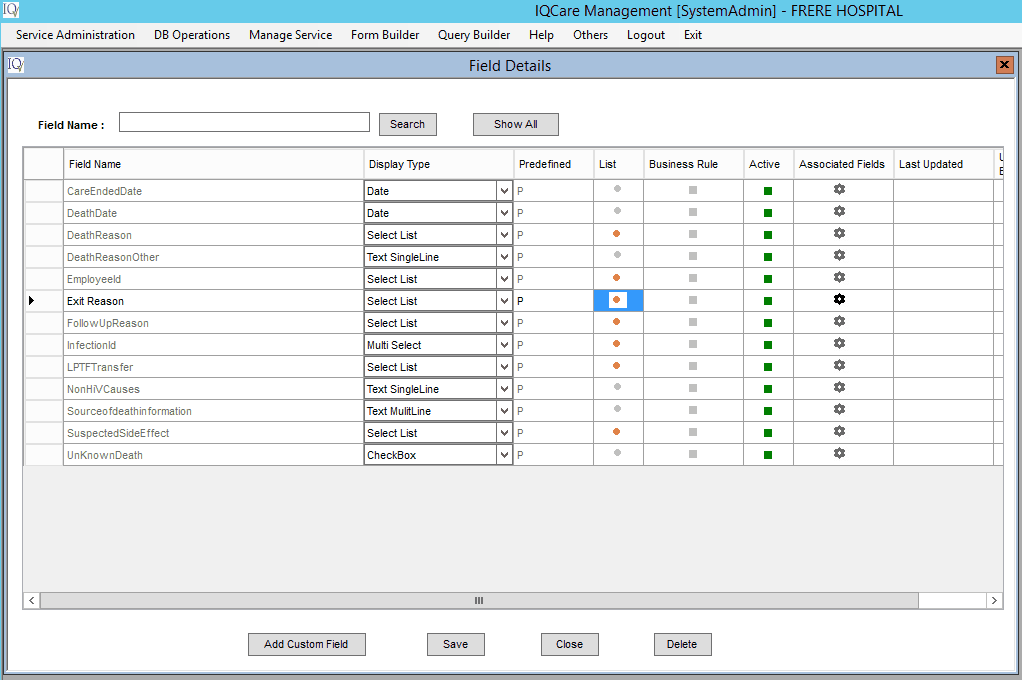 IQ
IQCare Management [SystemAdmin] - FRERE HOSPITAL
Service Administration DB Operations Manage Service Form Builder Query Builder Help Others Logout Exit
IQ
Field Details
Field Name : Search Show All
Field Name Display Type Predefined List Business Rule Active Associated Fields Last Updated
CareEndedDate Date P
DeathDate Date P
DeathReason Select List P
DeathReasonOther Text SingleLine P
EmployeeId Select List P
Exit Reason Select List P
FollowUpReason Select List P
InfectionId Multi Select P
LPTFTransfer Select List P
NonHiVCauses Text SingleLine P
Sourceofdeathinformation Text MulitLine P
SuspectedSideEffect Select List P
UnKnownDeath CheckBox P
Add Custom Field Save Close Delete